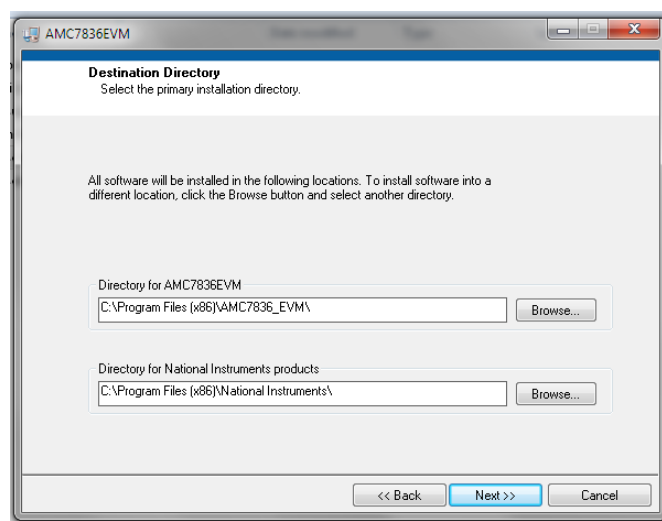 AMC7836EVM
Destination Directory
Select the primary installation directory.
All software will be installed in the following locations. To install software into a
different location, click the Browse button and select another directory.
Directory for AMC7836EVM
C:\Program Files (x86)\AMC7836_EVM\
Browse...
Directory for National Instruments products
C:\Program Files (x86)\National Instruments\
Browse...
<< Back
Next >>
Cancel